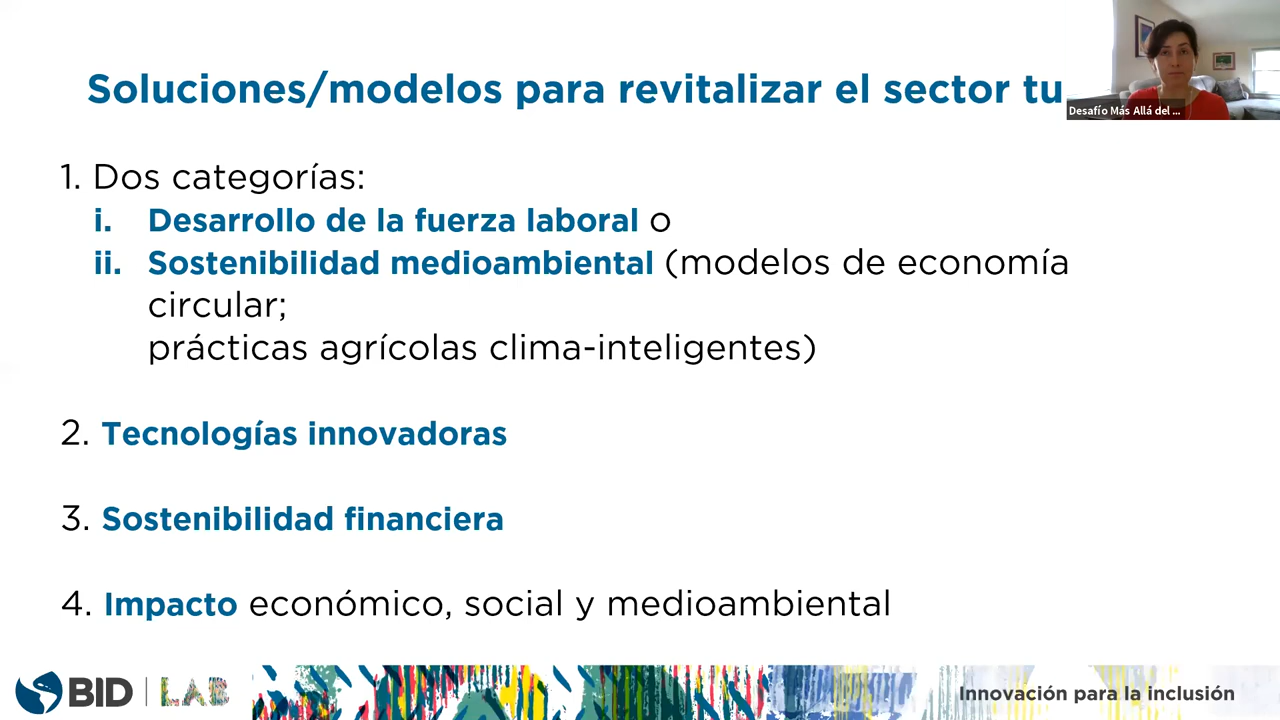 Soluciones/modelos para revitalizar el sector tu
Desafío Más Allá del ...
1. Dos categorías:
i. Desarrollo de la fuerza laboral o
ii. Sostenibilidad medioambiental (modelos de economía
circular;
prácticas agrícolas clima-inteligentes)
2. Tecnologías innovadoras
3. Sostenibilidad financiera
4. Impacto económico, social y medioambiental
BID | LAB
Innovación para la inclusión